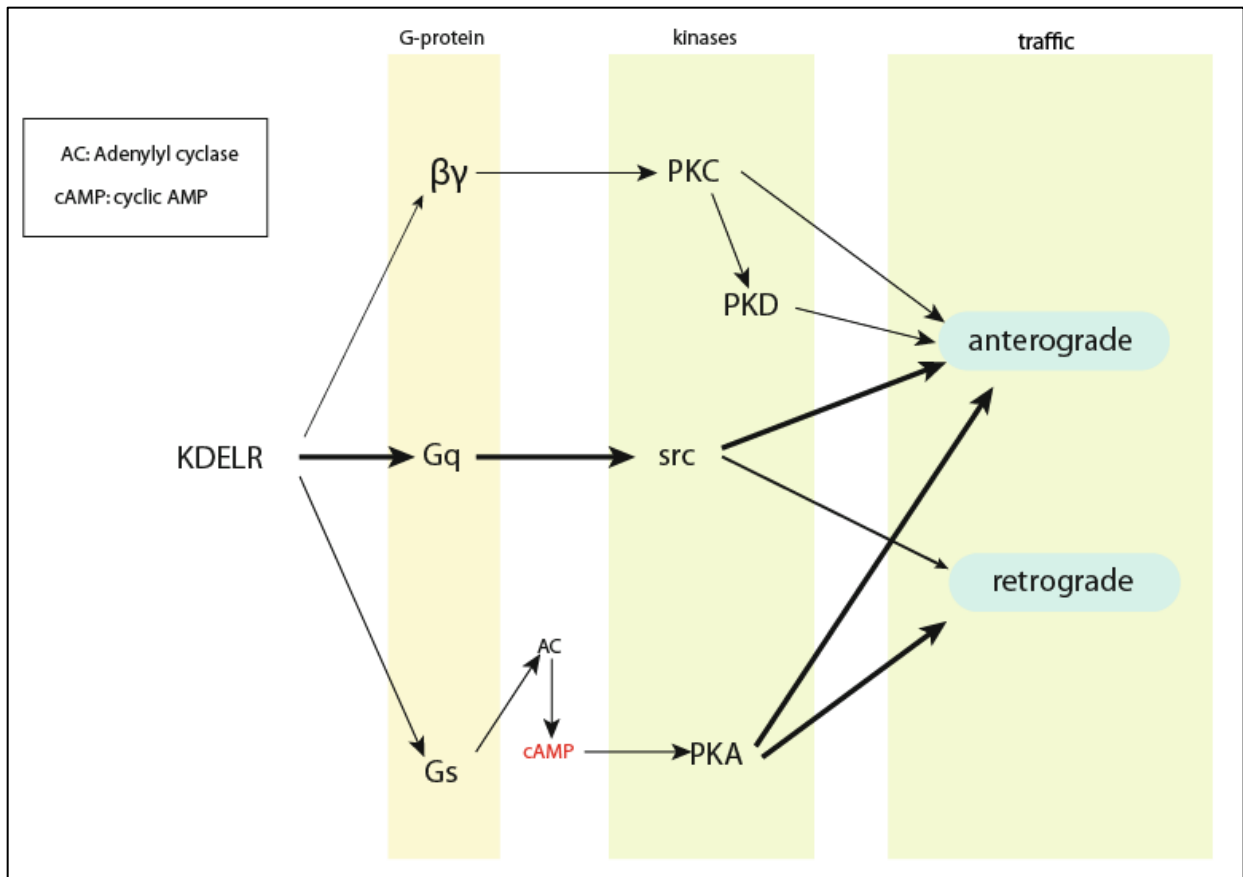 G-protein
kinases
traffic
AC: Adenylyl cyclase
cAMP: cyclic AMP
βγ
PKC
PKD
anterograde
KDELR
Gq
src
retrograde
AC
cAMP
PKA
Gs